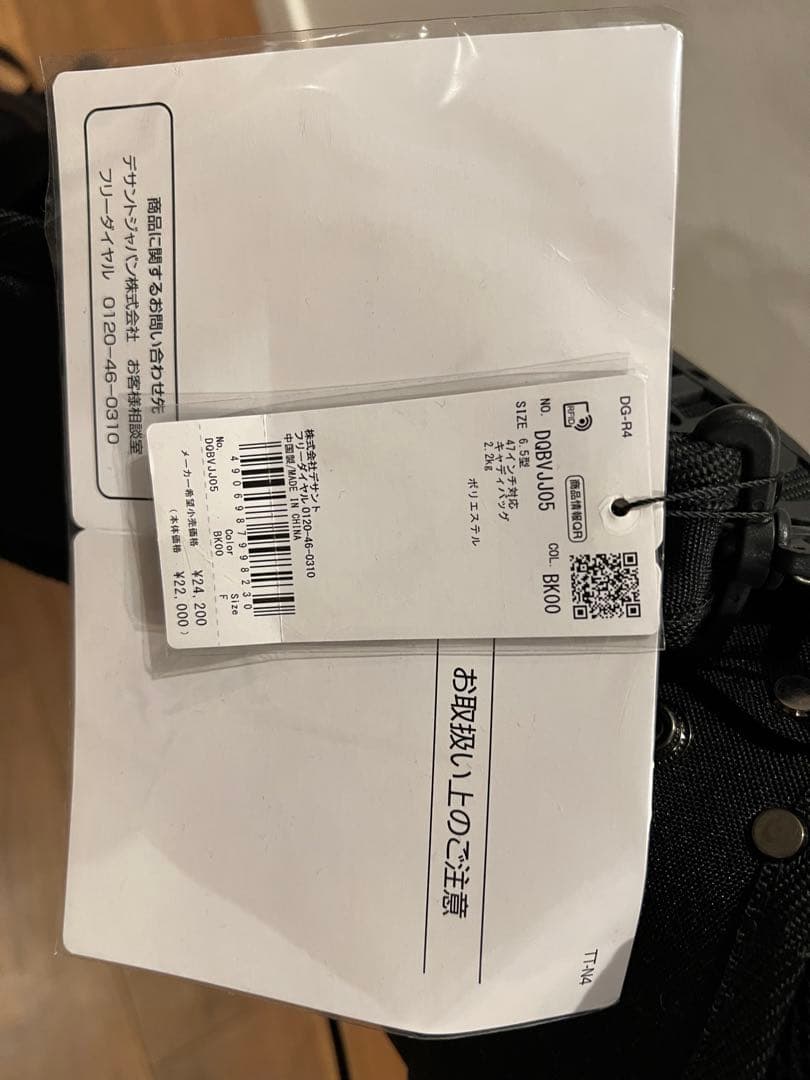 商品に関するお問い合わせ先
デサントジャパン株式会社 お客様相談室
フリーダイヤル 0120-46-0310
DG-R4
RFID
商品情報QR
NO. DQBVJJ05 COL. BK00
SIZE 6.5型
47インチ対応
キャディバッグ
2.2kg
ポリエステル
株式会社デサント
フリーダイヤル 0120-46-0310
中国製/MADE IN CHINA
4906987998230
No. Color Size
DQBVJJ05 BK00 F
メーカー希望小売価格 ¥24,200
(本体価格 ¥22,000)
お取扱い上のご注意
TT-N4